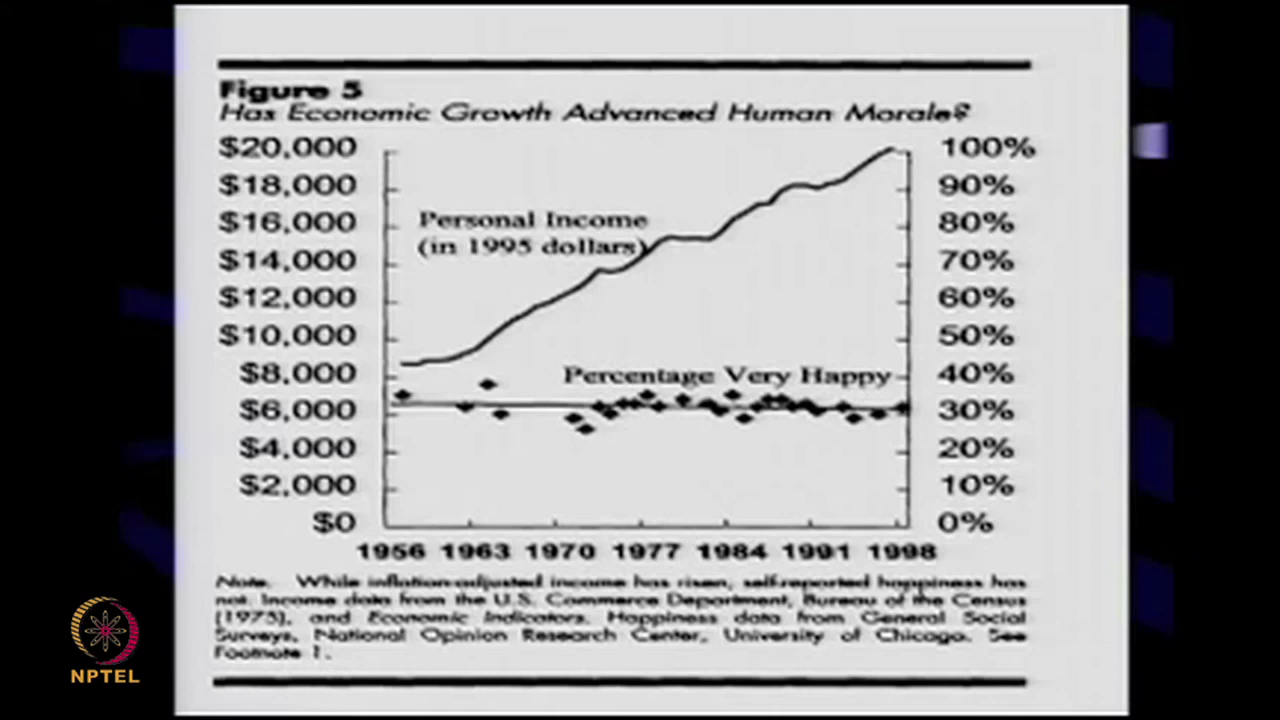 Figure 5
Has Economic Growth Advanced Human Morale?
$20,000 100%
$18,000 90%
$16,000 Personal Income 80%
$14,000 (in 1995 dollars) 70%
$12,000 60%
$10,000 50%
$8,000 Percentage Very Happy 40%
$6,000 30%
$4,000 20%
$2,000 10%
$0 0%
1956 1963 1970 1977 1984 1991 1998
Note. While inflation-adjusted income has risen, self-reported happiness has
not. Income data from the U.S. Commerce Department, Bureau of the Census
(1975), and Economic Indicators. Happiness data from General Social
Surveys, National Opinion Research Center, University of Chicago. See
Footnote 1.
NPTEL